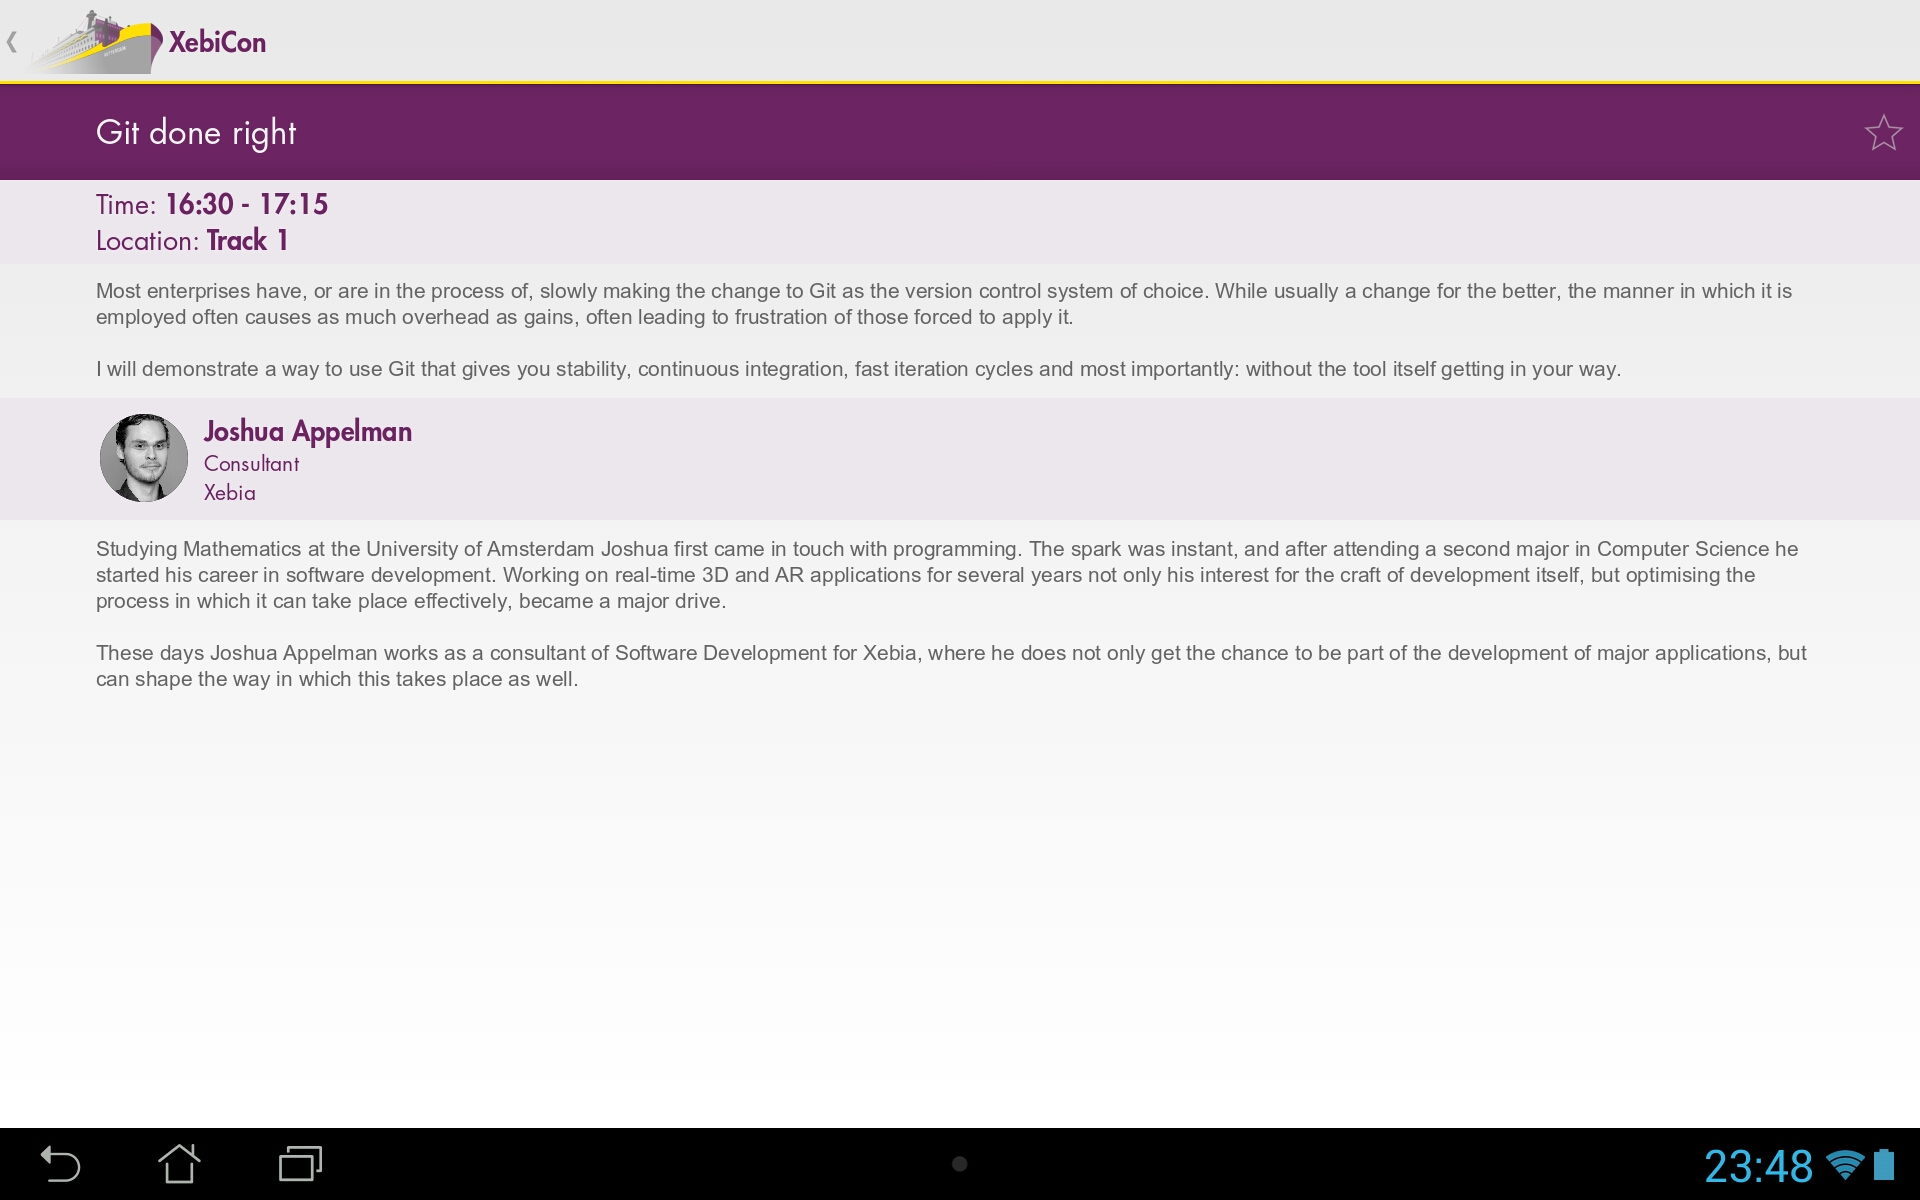 XebiCon
Git done right
Time: 16:30 - 17:15
Location: Track 1
Most enterprises have, or are in the process of, slowly making the change to Git as the version control system of choice. While usually a change for the better, the manner in which it is
employed often causes as much overhead as gains, often leading to frustration of those forced to apply it.
I will demonstrate a way to use Git that gives you stability, continuous integration, fast iteration cycles and most importantly: without the tool itself getting in your way.
Joshua Appelman
Consultant
Xebia
Studying Mathematics at the University of Amsterdam Joshua first came in touch with programming. The spark was instant, and after attending a second major in Computer Science he
started his career in software development. Working on real-time 3D and AR applications for several years not only his interest for the craft of development itself, but optimising the
process in which it can take place effectively, became a major drive.
These days Joshua Appelman works as a consultant of Software Development for Xebia, where he does not only get the chance to be part of the development of major applications, but
can shape the way in which this takes place as well.
23:48